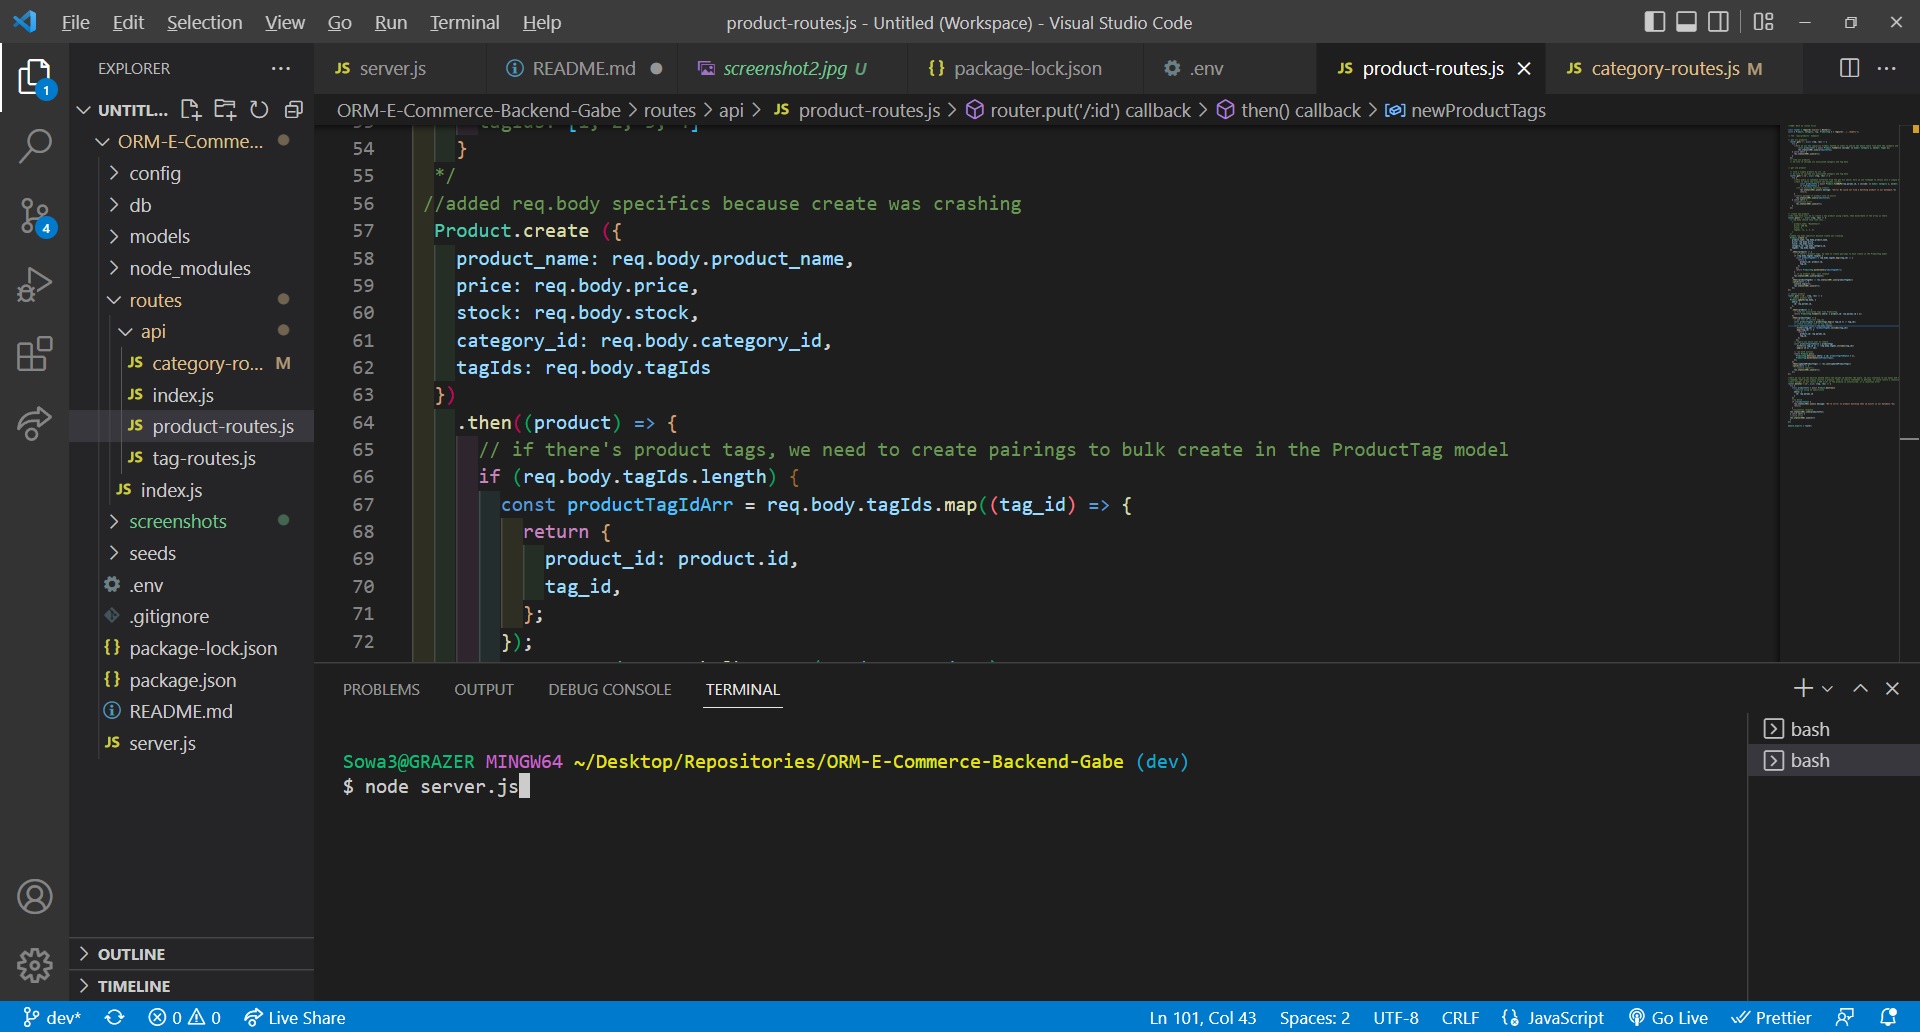 File Edit Selection View Go Run Terminal Help
product-routes.js - Untitled (Workspace) - Visual Studio Code
EXPLORER
UNTITL...
ORM-E-Comme...
config
db
models
node_modules
routes
api
category-ro... M
index.js
product-routes.js
tag-routes.js
index.js
screenshots
seeds
.env
.gitignore
package-lock.json
package.json
README.md
server.js
OUTLINE
TIMELINE
1
4
server.js README.md screenshot2.jpg U package-lock.json .env product-routes.js category-routes.js M
ORM-E-Commerce-Backend-Gabe > routes > api > JS product-routes.js > router.put('/:id') callback > then() callback > newProductTags
54 }
55 */
56 //added req.body specifics because create was crashing
57 Product.create ({
58 product_name: req.body.product_name,
59 price: req.body.price,
60 stock: req.body.stock,
61 category_id: req.body.category_id,
62 tagIds: req.body.tagIds
63 })
64 .then((product) => {
65 // if there's product tags, we need to create pairings to bulk create in the ProductTag model
66 if (req.body.tagIds.length) {
67 const productTagIdArr = req.body.tagIds.map((tag_id) => {
68 return {
69 product_id: product.id,
70 tag_id,
71 };
72 });
PROBLEMS OUTPUT DEBUG CONSOLE TERMINAL
Sowa3@GRAZER MINGW64 ~/Desktop/Repositories/ORM-E-Commerce-Backend-Gabe (dev)
$ node server.js
bash
bash
dev* 0 0 Live Share Ln 101, Col 43 Spaces: 2 UTF-8 CRLF JavaScript Go Live Prettier